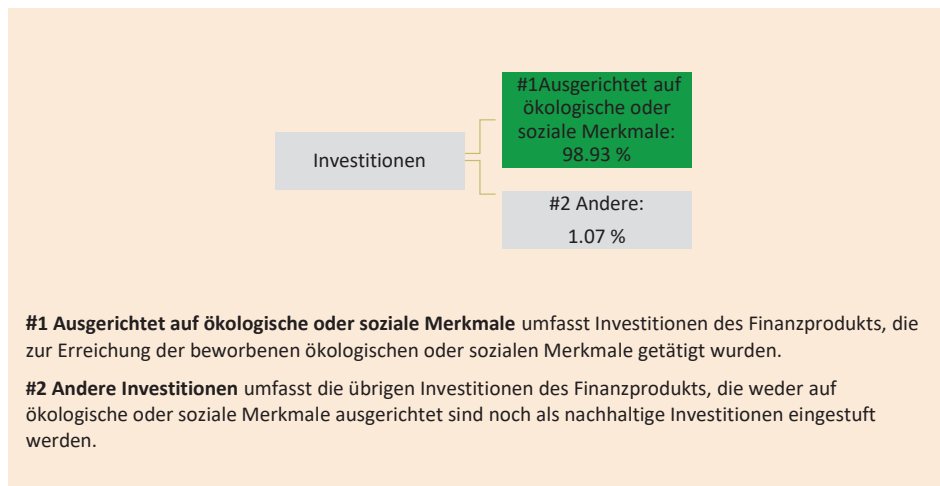 #1Ausgerichtet auf
ökologische oder
soziale Merkmale:
98.93 %
Investitionen
#2 Andere:
1.07 %
#1 Ausgerichtet auf ökologische oder soziale Merkmale umfasst Investitionen des Finanzprodukts, die
zur Erreichung der beworbenen ökologischen oder sozialen Merkmale getätigt wurden.
#2 Andere Investitionen umfasst die übrigen Investitionen des Finanzprodukts, die weder auf
ökologische oder soziale Merkmale ausgerichtet sind noch als nachhaltige Investitionen eingestuft
werden.